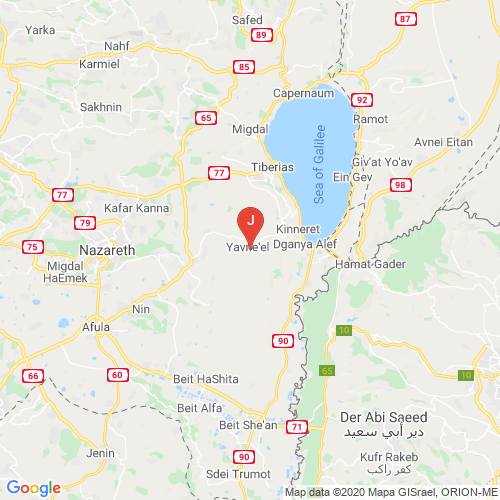 Safed
87
Yarka
89
Nahf
Karmiel
85
Capernaum
92
Sakhnin
65
Ramot
Migdal
Sea of Galilee
Avnei Eitan
Tiberias
Giv'at Yo'av
77
Ein Gev
98
77
Kafar Kanna
79
J
Kinneret
75
Nazareth
Yavne'el
Dganya Alef
Migdal
HaEmek
Hamat Gader
Nin
Afula
10
90
66
60
65
10
Beit HaShita
Beit Alfa
Der Abi Saeed
دير أبي سعيد
Beit She'an
71
Jenin
90
Kufr Rakeb
كفر راكب
Sdei Trumot
Google
Map data ©2020 Mapa GISrael, ORION-ME